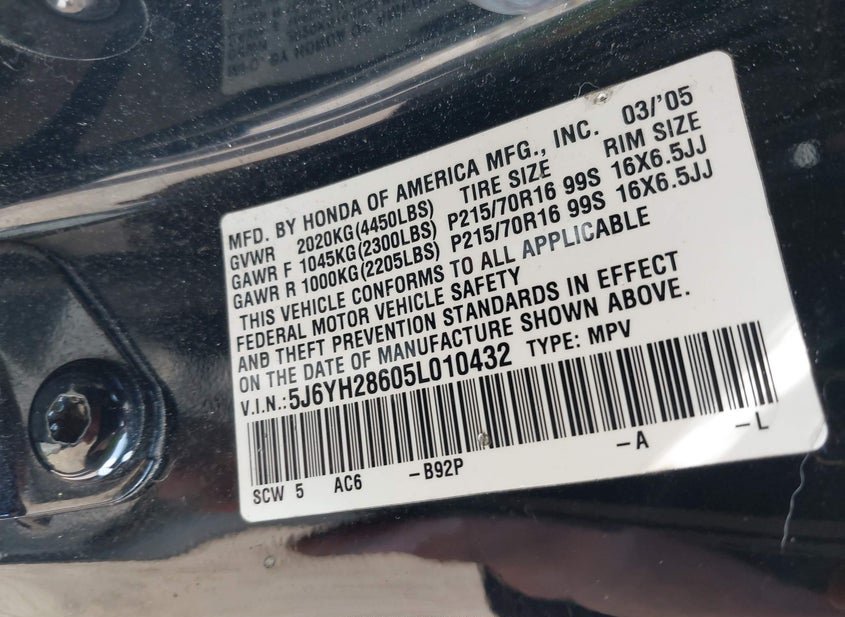 MFD. BY HONDA OF AMERICA MFG., INC. 03/'05
GVWR 2020KG(4450LBS) TIRE SIZE RIM SIZE
GAWR F 1045KG(2300LBS) P215/70R16 99S 16X6.5JJ
GAWR R 1000KG(2205LBS) P215/70R16 99S 16X6.5JJ
THIS VEHICLE CONFORMS TO ALL APPLICABLE
FEDERAL MOTOR VEHICLE SAFETY
AND THEFT PREVENTION STANDARDS IN EFFECT
ON THE DATE OF MANUFACTURE SHOWN ABOVE.
V.I.N.:5J6YH28605L010432 TYPE: MPV
SCW 5 AC6 -B92P -A -L